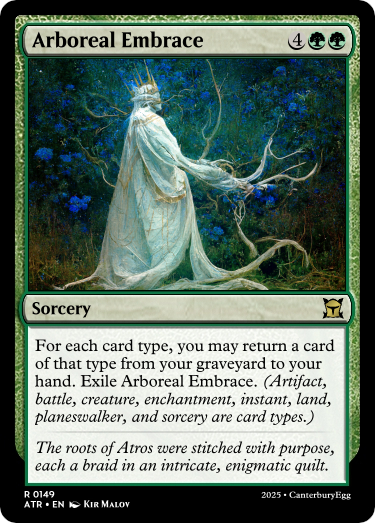 Arboreal Embrace 4
Sorcery
For each card type, you may return a card
of that type from your graveyard to your
hand. Exile Arboreal Embrace. (Artifact,
battle, creature, enchantment, instant, land,
planeswalker, and sorcery are card types.)
The roots of Atros were stitched with purpose,
each a braid in an intricate, enigmatic quilt.
R 0149
2025 • CanterburyEgg
ATR • EN Kir Malov